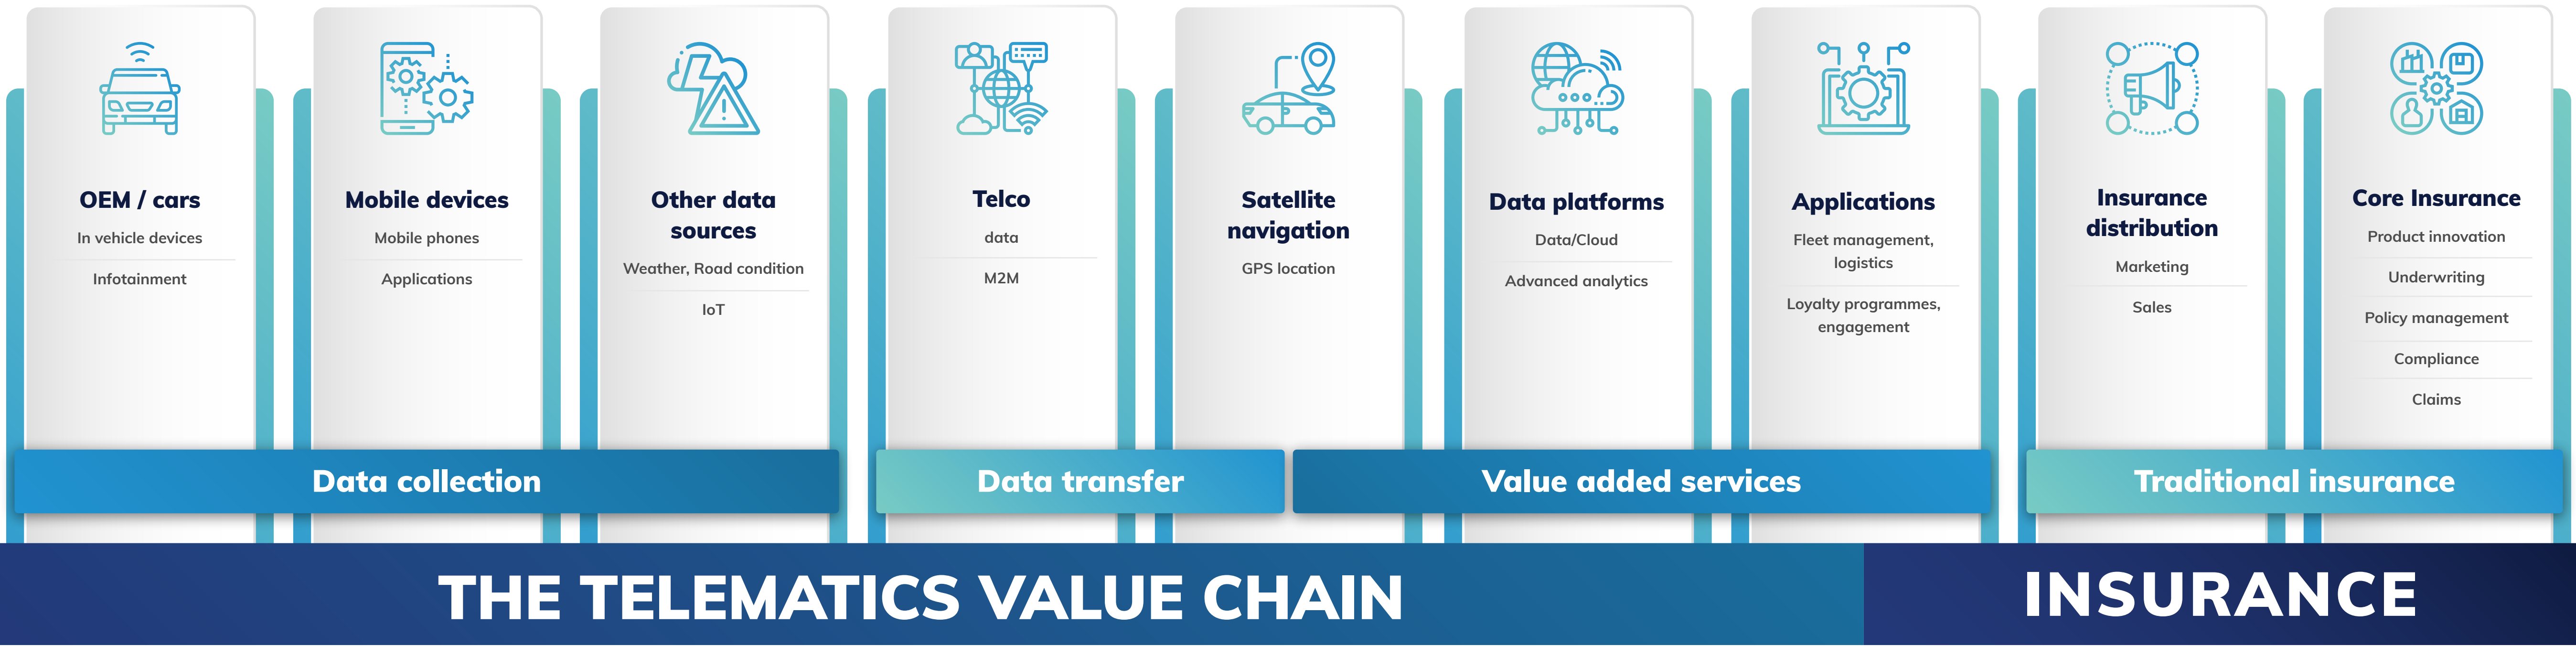 OEM / cars
In vehicle devices
Infotainment
Mobile devices
Mobile phones
Applications
Other data
sources
Weather, Road condition
IoT
Telco
data
M2M
Satellite
navigation
GPS location
Data platforms
Data/Cloud
Advanced analytics
Applications
Fleet management,
logistics
Loyalty programmes,
engagement
Insurance
distribution
Marketing
Sales
Core Insurance
Product innovation
Underwriting
Policy management
Compliance
Claims
Data collection
Data transfer
Value added services
Traditional insurance
THE TELEMATICS VALUE CHAIN
INSURANCE